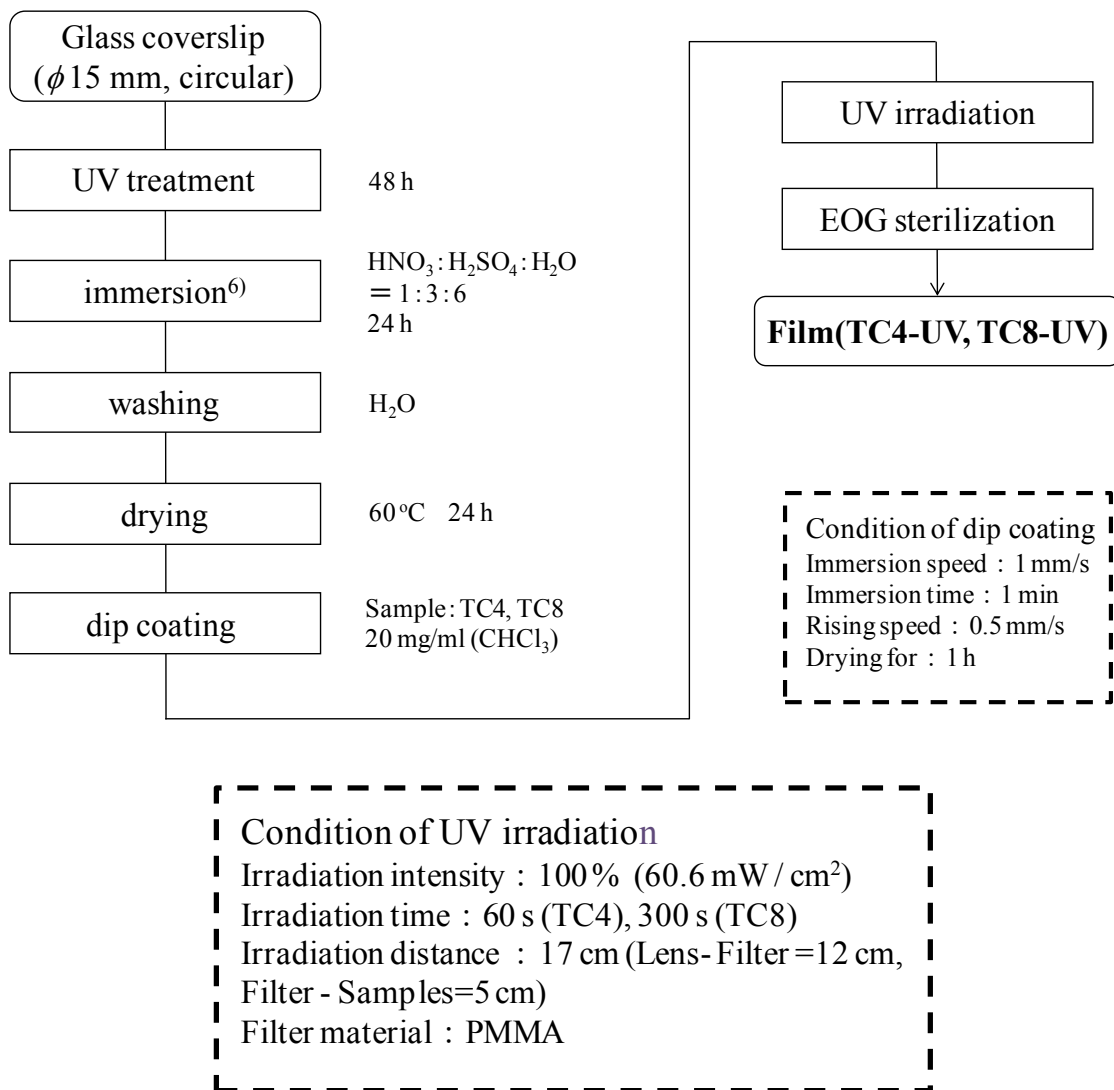 Glass coverslip
(ϕ15 mm, circular)
UV treatment
48 h
immersion⁶⁾
HNO₃:H₂SO₄:H₂O
= 1:3:6
24 h
washing
H₂O
drying
60 °C 24 h
dip coating
Sample: TC4, TC8
20 mg/ml (CHCl₃)
UV irradiation
EOG sterilization
Film(TC4-UV, TC8-UV)
Condition of dip coating
Immersion speed : 1 mm/s
Immersion time : 1 min
Rising speed : 0.5 mm/s
Drying for : 1 h
Condition of UV irradiation
Irradiation intensity : 100% (60.6 mW / cm²)
Irradiation time : 60 s (TC4), 300 s (TC8)
Irradiation distance : 17 cm (Lens- Filter =12 cm,
Filter - Samples=5 cm)
Filter material : PMMA